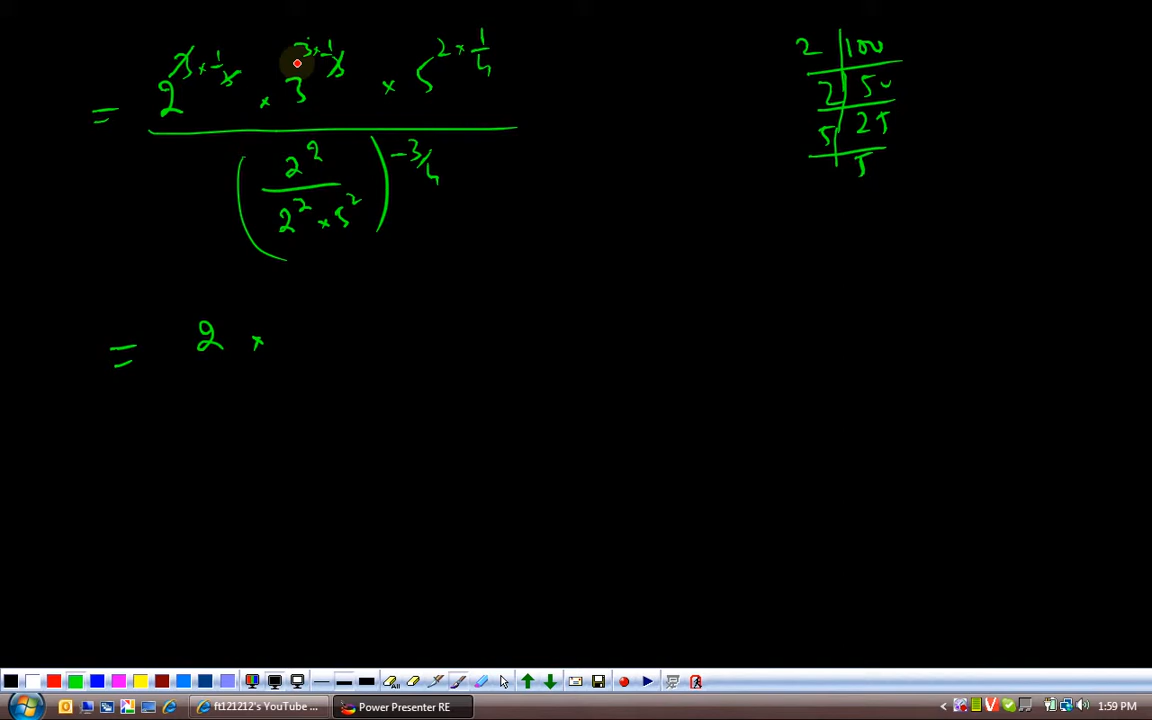 = 2^{3 × 1/3} × 3^{3 × 1/3} × 5^{2 × 1/4}
(2^2 / 2^2 × 5^2)^{-3/4}
= 2 ×
2 | 100
2 | 50
5 | 25
5
All
ft121212's YouTube ...
Power Presenter RE
1:59 PM